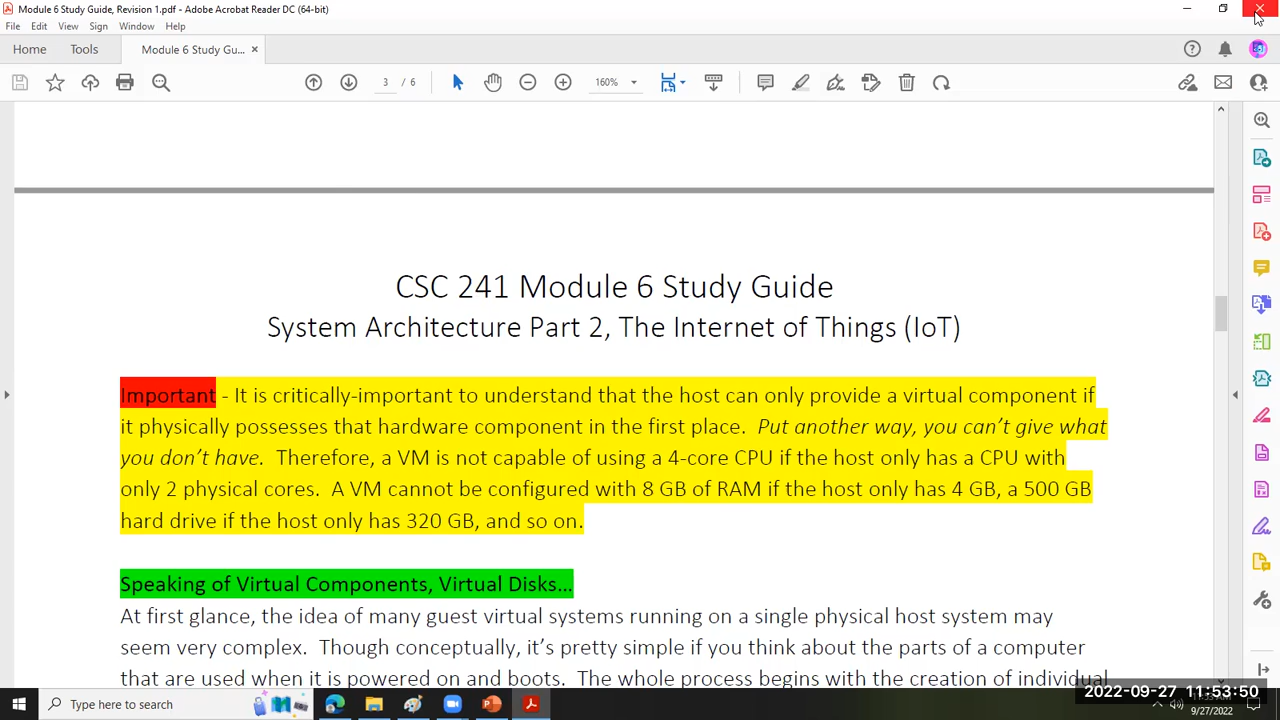 Module 6 Study Guide, Revision 1.pdf - Adobe Acrobat Reader DC (64-bit)
File Edit View Sign Window Help
Home Tools Module 6 Study Gu... ×
3 / 6 160%
CSC 241 Module 6 Study Guide
System Architecture Part 2, The Internet of Things (IoT)
Important - It is critically-important to understand that the host can only provide a virtual component if
it physically possesses that hardware component in the first place. Put another way, you can't give what
you don't have. Therefore, a VM is not capable of using a 4-core CPU if the host only has a CPU with
only 2 physical cores. A VM cannot be configured with 8 GB of RAM if the host only has 4 GB, a 500 GB
hard drive if the host only has 320 GB, and so on.
Speaking of Virtual Components, Virtual Disks...
At first glance, the idea of many guest virtual systems running on a single physical host system may
seem very complex. Though conceptually, it's pretty simple if you think about the parts of a computer
that are used when it is powered on and boots. The whole process begins with the creation of individual
2022-09-27 11:53:50
Type here to search
9/27/2022